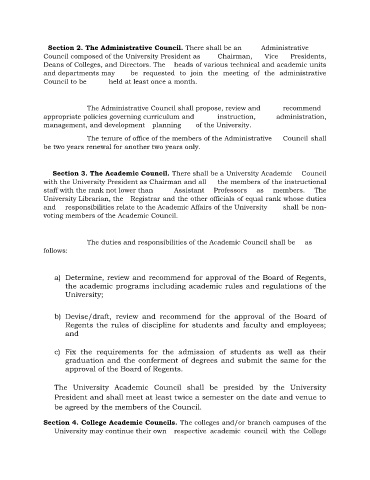 Section 2. The Administrative Council. There shall be an Administrative
Council composed of the University President as Chairman, Vice Presidents,
Deans of Colleges, and Directors. The heads of various technical and academic units
and departments may be requested to join the meeting of the administrative
Council to be held at least once a month.
The Administrative Council shall propose, review and recommend
appropriate policies governing curriculum and instruction, administration,
management, and development planning of the University.
The tenure of office of the members of the Administrative Council shall
be two years renewal for another two years only.
Section 3. The Academic Council. There shall be a University Academic Council
with the University President as Chairman and all the members of the instructional
staff with the rank not lower than Assistant Professors as members. The
University Librarian, the Registrar and the other officials of equal rank whose duties
and responsibilities relate to the Academic Affairs of the University shall be non-
voting members of the Academic Council.
The duties and responsibilities of the Academic Council shall be as
follows:
a) Determine, review and recommend for approval of the Board of Regents,
the academic programs including academic rules and regulations of the
University;
b) Devise/draft, review and recommend for the approval of the Board of
Regents the rules of discipline for students and faculty and employees;
and
c) Fix the requirements for the admission of students as well as their
graduation and the conferment of degrees and submit the same for the
approval of the Board of Regents.
The University Academic Council shall be presided by the University
President and shall meet at least twice a semester on the date and venue to
be agreed by the members of the Council.
Section 4. College Academic Councils. The colleges and/or branch campuses of the
University may continue their own respective academic council with the College